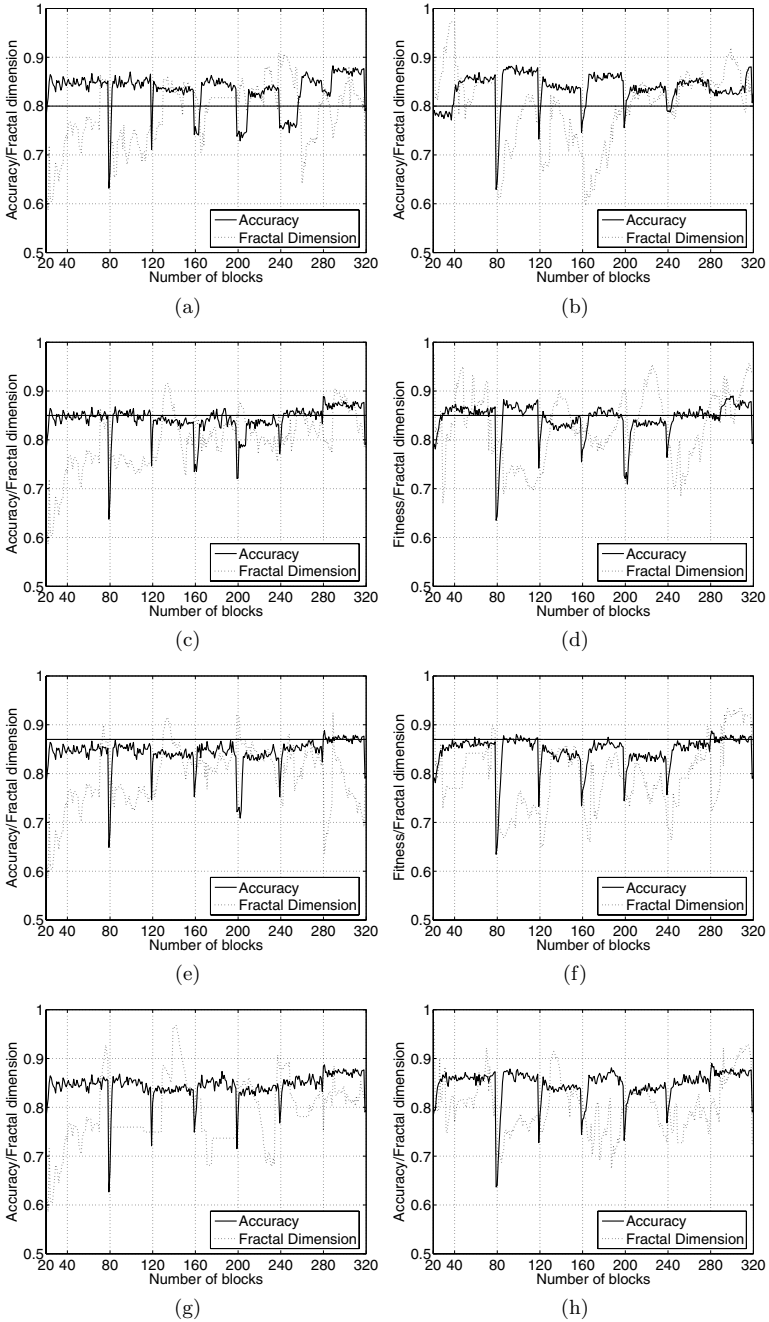 1
0.9
0.8
0.7
0.6
0.5
Accuracy/Fractal dimension
Accuracy
Fractal Dimension
20 40 80 120 160 200 240 280 320
Number of blocks
(a)
1
0.9
0.8
0.7
0.6
0.5
Accuracy/Fractal dimension
Accuracy
Fractal Dimension
20 40 80 120 160 200 240 280 320
Number of blocks
(b)
1
0.9
0.8
0.7
0.6
0.5
Accuracy/Fractal dimension
Accuracy
Fractal Dimension
20 40 80 120 160 200 240 280 320
Number of blocks
(c)
1
0.9
0.8
0.7
0.6
0.5
Fitness/Fractal dimension
Accuracy
Fractal Dimension
20 40 80 120 160 200 240 280 320
Number of blocks
(d)
1
0.9
0.8
0.7
0.6
0.5
Accuracy/Fractal dimension
Accuracy
Fractal Dimension
20 40 80 120 160 200 240 280 320
Number of blocks
(e)
1
0.9
0.8
0.7
0.6
0.5
Fitness/Fractal dimension
Accuracy
Fractal Dimension
20 40 80 120 160 200 240 280 320
Number of blocks
(f)
1
0.9
0.8
0.7
0.6
0.5
Accuracy/Fractal dimension
Accuracy
Fractal Dimension
20 40 80 120 160 200 240 280 320
Number of blocks
(g)
1
0.9
0.8
0.7
0.6
0.5
Accuracy/Fractal dimension
Accuracy
Fractal Dimension
20 40 80 120 160 200 240 280 320
Number of blocks
(h)